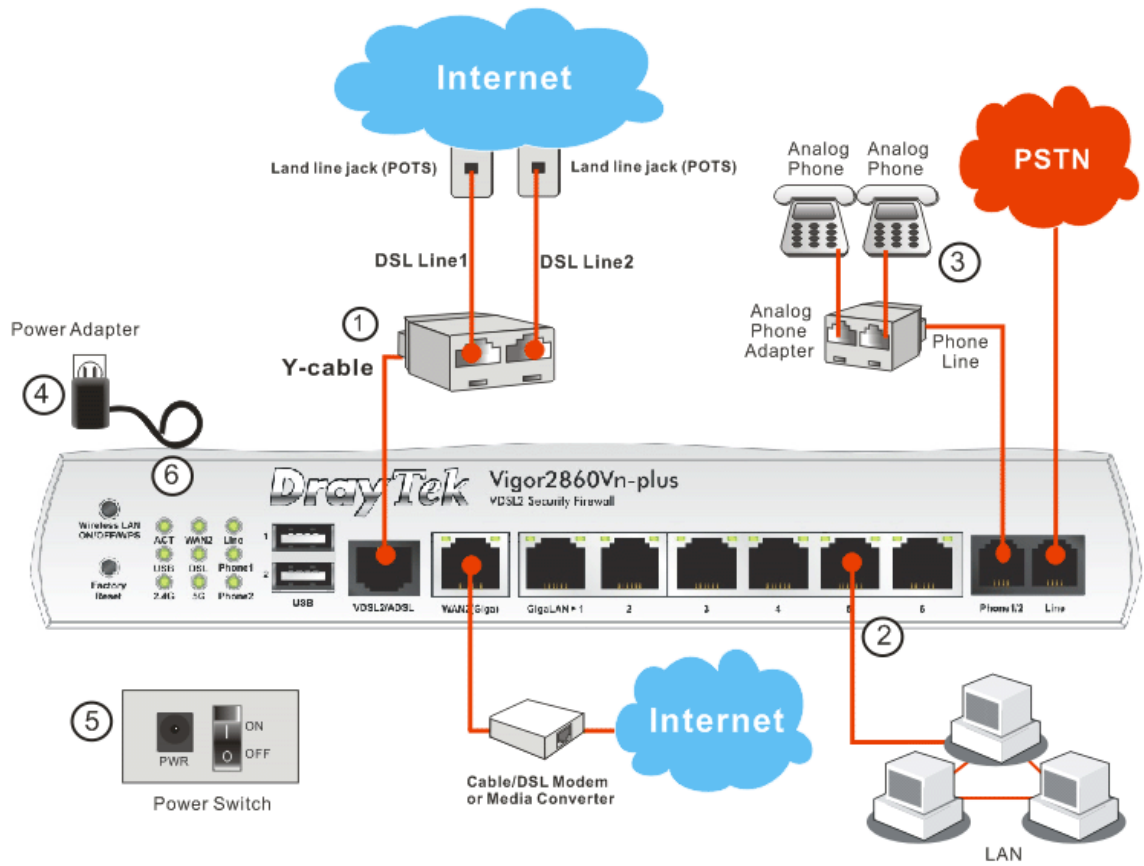 Internet
Land line jack (POTS)
Land line jack (POTS)
DSL Line1
DSL Line2
1
Y-cable
Analog
Phone
Analog
Phone
PSTN
3
Analog
Phone
Adapter
Phone
Line
Power Adapter
4
6
DrayTek
Vigor2860Vn-plus
VDSL2 Security Firewall
Wireless LAN
ON/OFF/WPS
Factory
Reset
ACT WAN2 Line
USB DSL Phone1
2.4G 5G Phone2
1
2
USB
VDSL2/ADSL
WAN2(Giga)
GigaLAN 1
2
3
4
5
6
Phone1/2
Line
2
5
PWR
ON
OFF
I
O
Power Switch
Cable/DSL Modem
or Media Converter
Internet
LAN